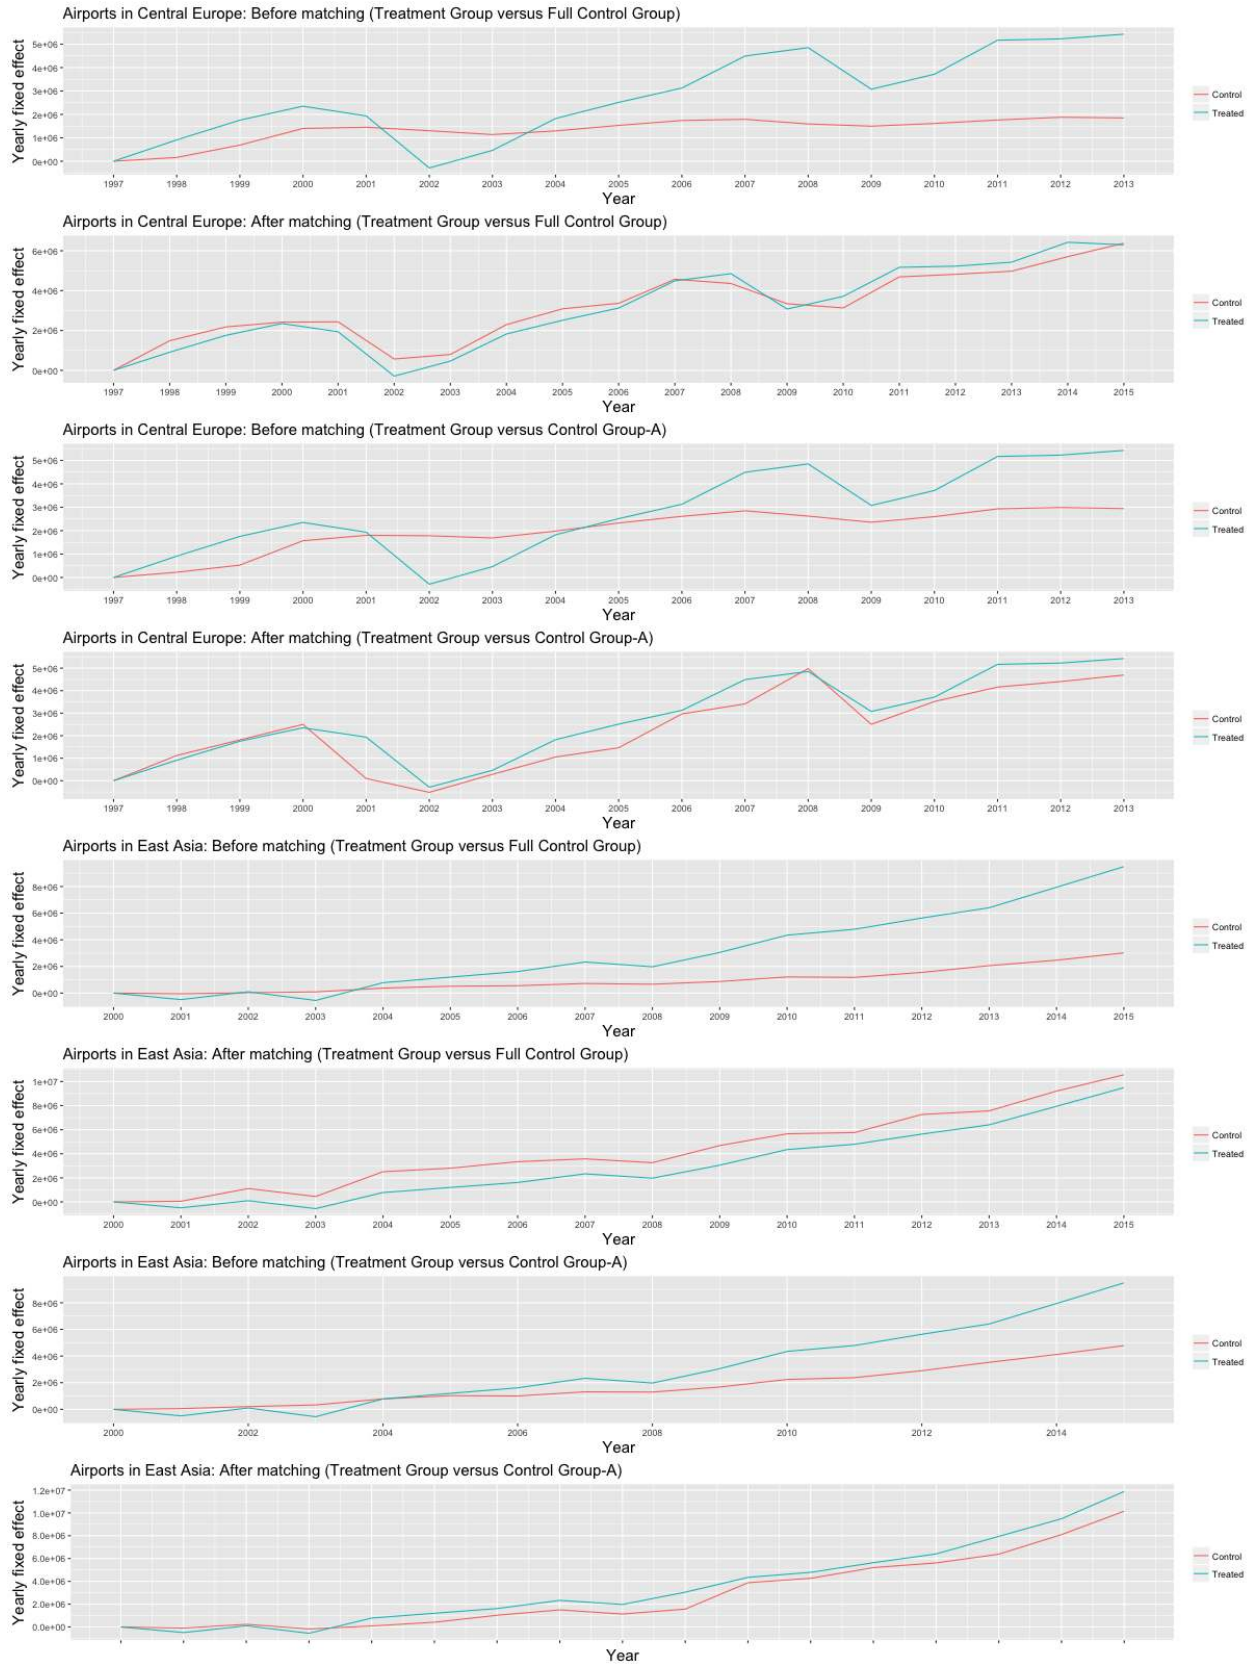 Airports in Central Europe: Before matching (Treatment Group versus Full Control Group)
Yearly fixed effect
5e+06
4e+06
3e+06
2e+06
1e+06
0e+00
Control
Treated
1997 1998 1999 2000 2001 2002 2003 2004 2005 2006 2007 2008 2009 2010 2011 2012 2013
Year
Airports in Central Europe: After matching (Treatment Group versus Full Control Group)
Yearly fixed effect
6e+06
4e+06
2e+06
0e+00
Control
Treated
1997 1998 1999 2000 2001 2002 2003 2004 2005 2006 2007 2008 2009 2010 2011 2012 2013 2014 2015
Year
Airports in Central Europe: Before matching (Treatment Group versus Control Group-A)
Yearly fixed effect
5e+06
4e+06
3e+06
2e+06
1e+06
0e+00
Control
Treated
1997 1998 1999 2000 2001 2002 2003 2004 2005 2006 2007 2008 2009 2010 2011 2012 2013
Year
Airports in Central Europe: After matching (Treatment Group versus Control Group-A)
Yearly fixed effect
5e+06
4e+06
3e+06
2e+06
1e+06
0e+00
Control
Treated
1997 1998 1999 2000 2001 2002 2003 2004 2005 2006 2007 2008 2009 2010 2011 2012 2013
Year
Airports in East Asia: Before matching (Treatment Group versus Full Control Group)
Yearly fixed effect
8e+06
6e+06
4e+06
2e+06
0e+00
Control
Treated
2000 2001 2002 2003 2004 2005 2006 2007 2008 2009 2010 2011 2012 2013 2014 2015
Year
Airports in East Asia: After matching (Treatment Group versus Full Control Group)
Yearly fixed effect
1e+07
8e+06
6e+06
4e+06
2e+06
0e+00
Control
Treated
2000 2001 2002 2003 2004 2005 2006 2007 2008 2009 2010 2011 2012 2013 2014 2015
Year
Airports in East Asia: Before matching (Treatment Group versus Control Group-A)
Yearly fixed effect
8e+06
6e+06
4e+06
2e+06
0e+00
Control
Treated
2000 2002 2004 2006 2008 2010 2012 2014
Year
Airports in East Asia: After matching (Treatment Group versus Control Group-A)
Yearly fixed effect
1.2e+07
1.0e+07
8.0e+06
6.0e+06
4.0e+06
2.0e+06
0.0e+00
Control
Treated
Year